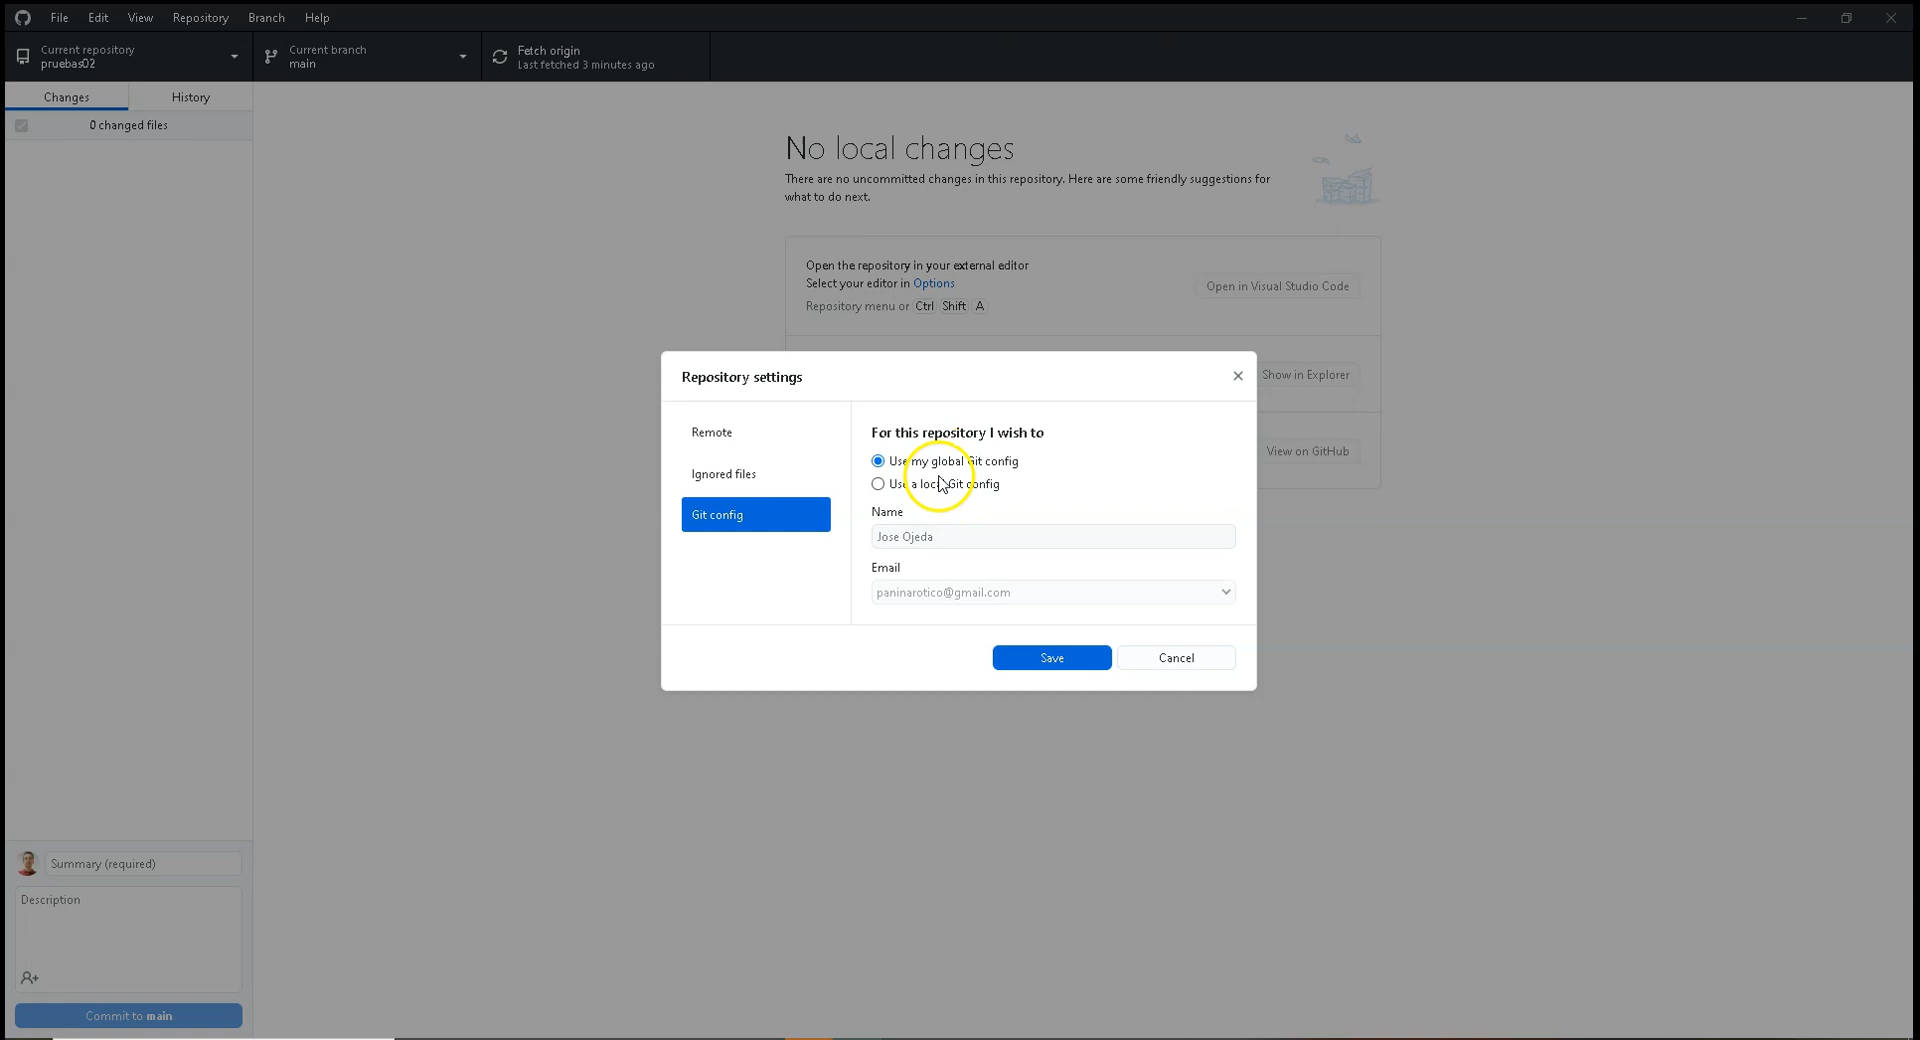 File Edit View Repository Branch Help
Current repository
pruebas02
Current branch
main
Fetch origin
Last fetched 3 minutes ago
Changes
History
0 changed files
No local changes
There are no uncommitted changes in this repository. Here are some friendly suggestions for
what to do next.
Open the repository in your external editor
Select your editor in Options
Repository menu or Ctrl Shift A
Open in Visual Studio Code
Show in Explorer
View on GitHub
Repository settings
Remote
Ignored files
Git config
For this repository I wish to
Use my global Git config
Use a local Git config
Name
Jose Ojeda
Email
paninarotico@gmail.com
Save
Cancel
Summary (required)
Description
Commit to main